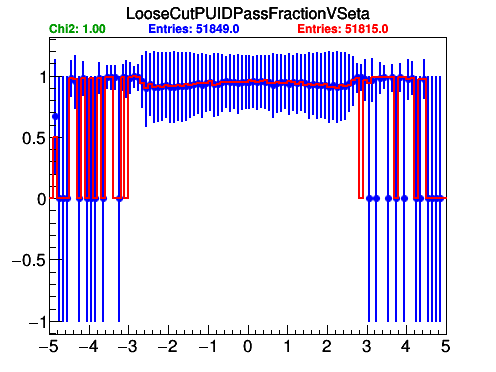 LooseCutPUIDPassFractionVSeta
Chi2: 1.00 Entries: 51849.0 Entries: 51815.0
1
0.5
0
−0.5
−1
−5 −4 −3 −2 −1 0 1 2 3 4 5